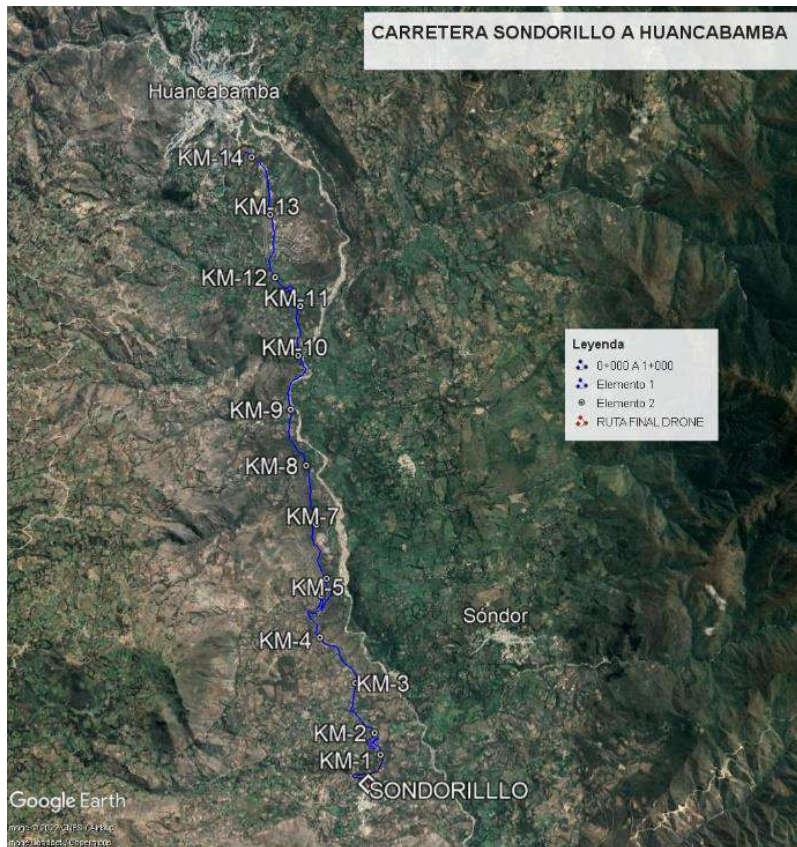 CARRETERA SONDORILLO A HUANCABAMBA
Huancabamba
KM-14
KM-13
KM-12
KM-11
KM-10
Leyenda
0+000 A 1+000
Elemento 1
Elemento 2
RUTA FINAL DRONE
KM-9
KM-8
KM-7
KM-5
Sóndor
KM-4
KM-3
KM-2
KM-1
SONDORILLLO
Google Earth